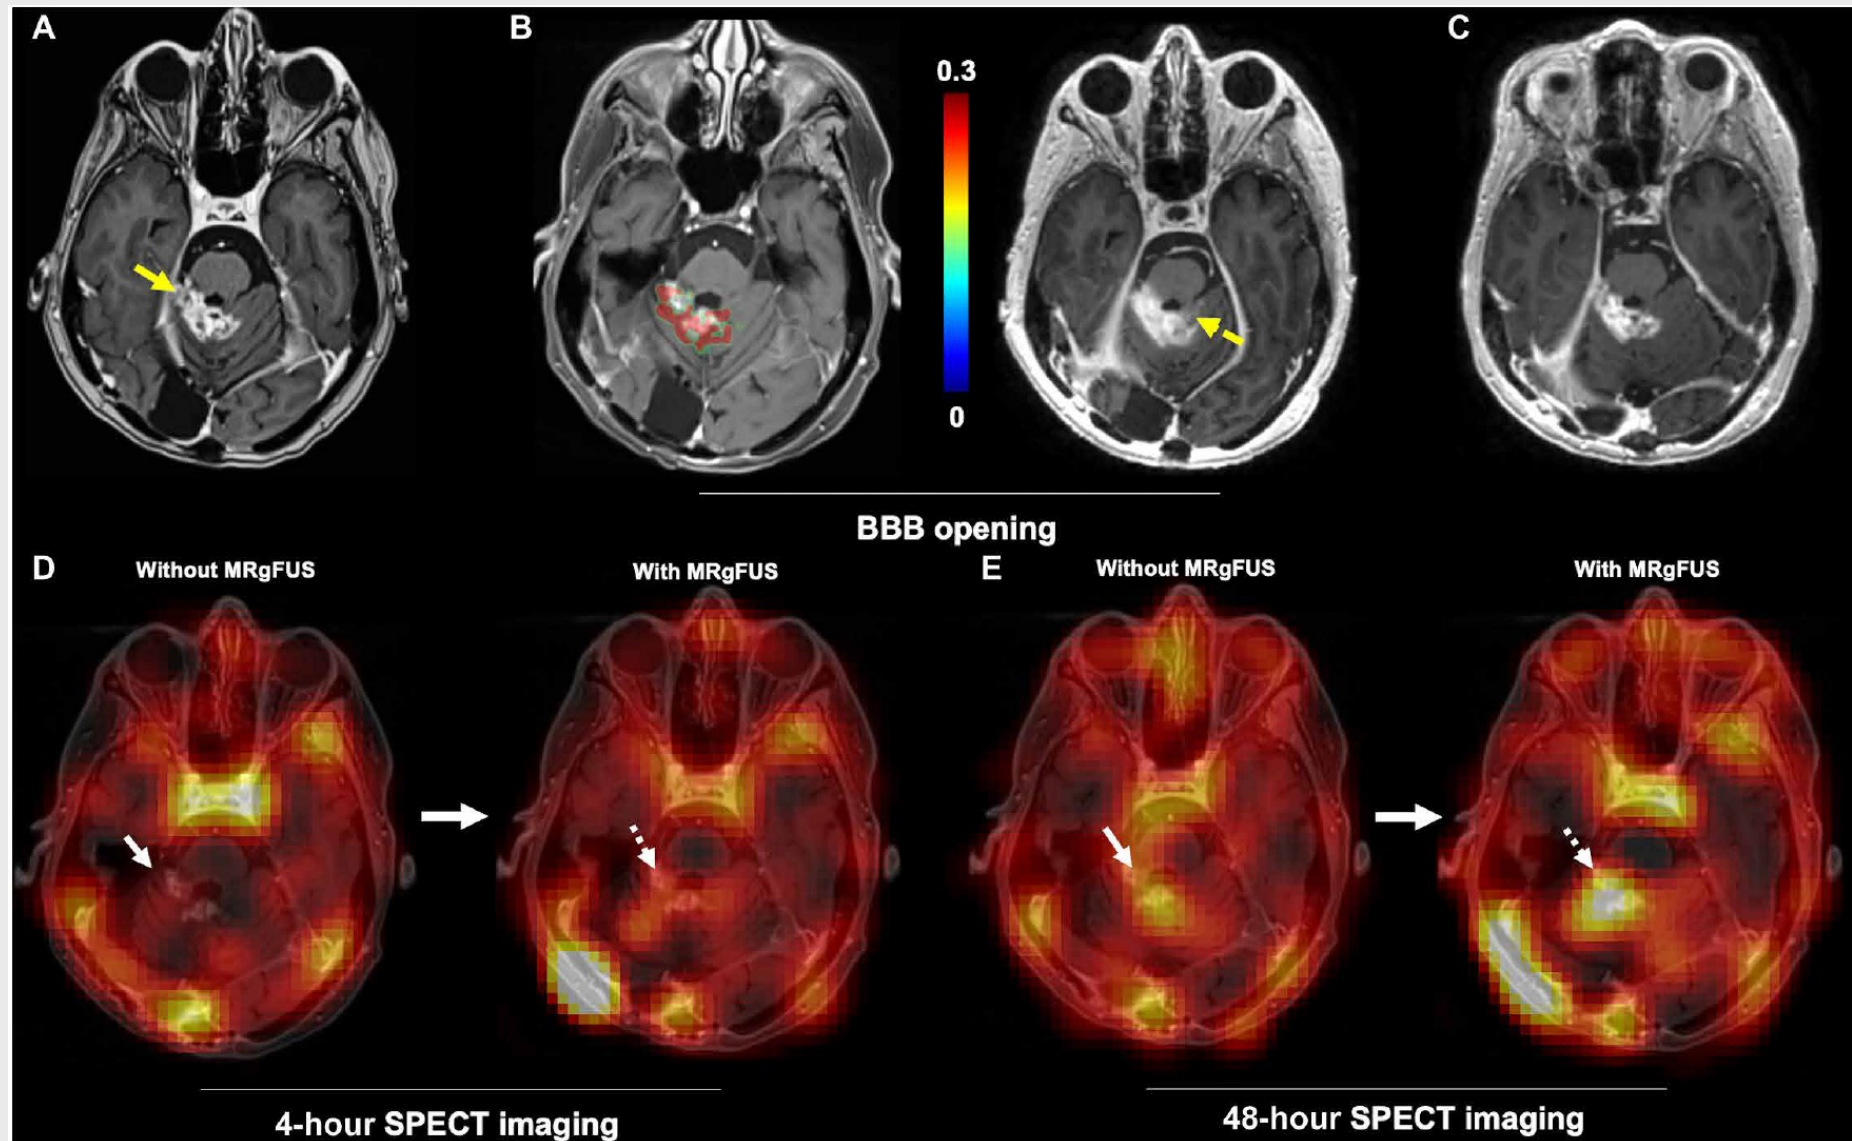 A
B
C
0.3
0
BBB opening
D
Without MRgFUS
With MRgFUS
E
Without MRgFUS
With MRgFUS
4-hour SPECT imaging
48-hour SPECT imaging